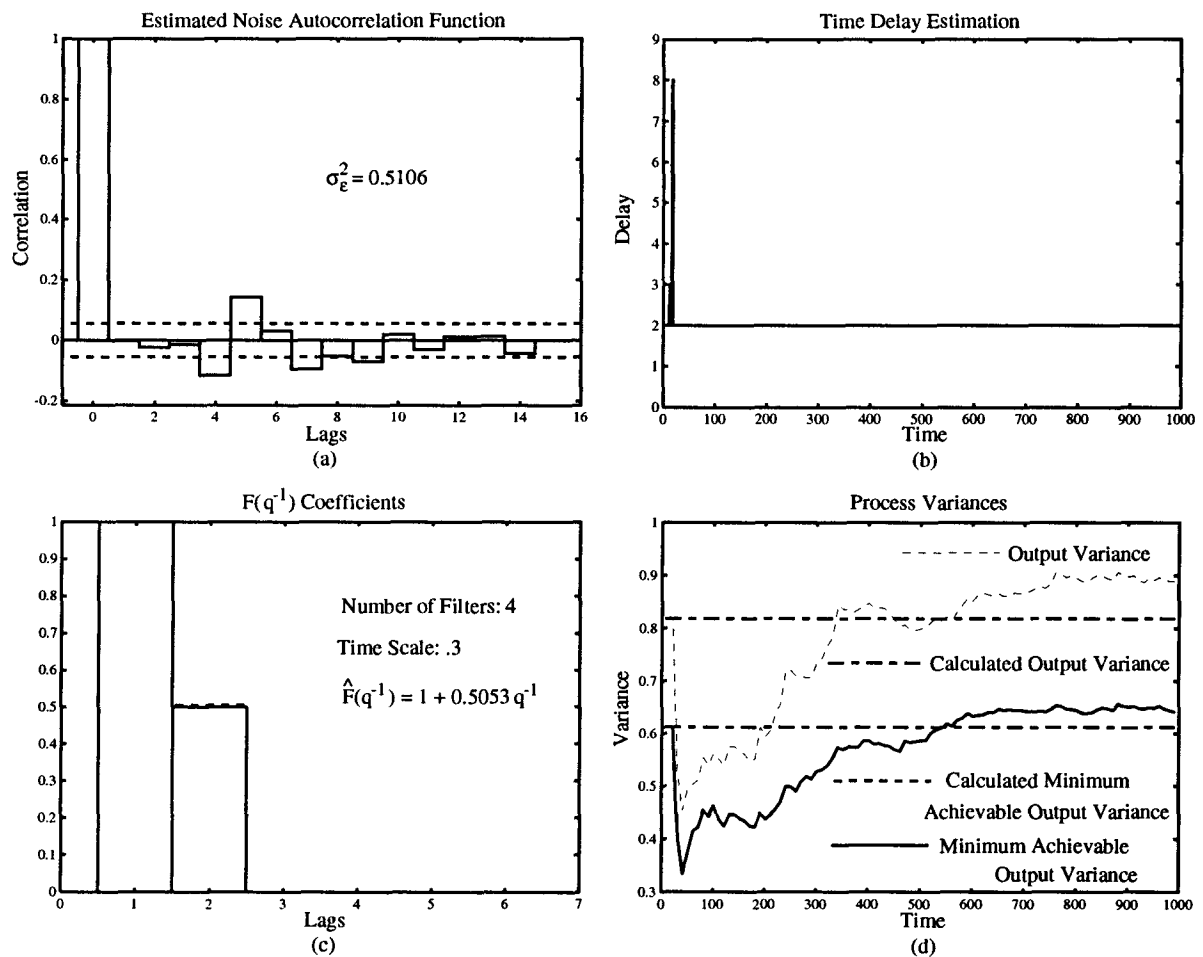 Estimated Noise Autocorrelation Function
1
0.8
0.6
0.4
0.2
0
-0.2
Correlation
σ²ε = 0.5106
0 2 4 6 8 10 12 14 16
Lags
(a)
Time Delay Estimation
9
8
7
6
5
4
3
2
1
0
Delay
0 100 200 300 400 500 600 700 800 900 1000
Time
(b)
F(q⁻¹) Coefficients
1
0.9
0.8
0.7
0.6
0.5
0.4
0.3
0.2
0.1
0
Number of Filters: 4
Time Scale: .3
F̂(q⁻¹) = 1 + 0.5053 q⁻¹
0 1 2 3 4 5 6 7
Lags
(c)
Process Variances
1
0.9
0.8
0.7
0.6
0.5
0.4
0.3
Variance
Output Variance
Calculated Output Variance
Calculated Minimum
Achievable Output Variance
Minimum Achievable
Output Variance
0 100 200 300 400 500 600 700 800 900 1000
Time
(d)